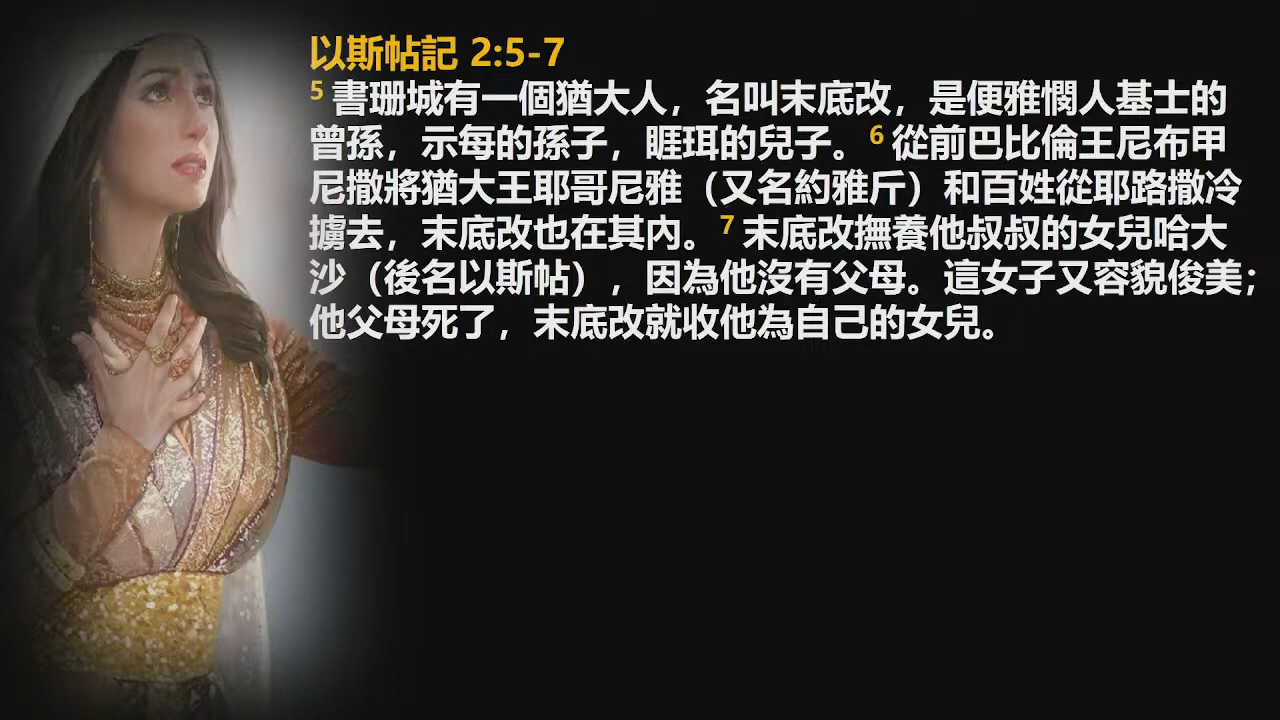 以斯帖記 2:5-7
5 書珊城有一個猶大人，名叫末底改，是便雅憫人基士的
曾孫，示每的孫子，睚珥的兒子。6 從前巴比倫王尼布甲
尼撒將猶大王耶哥尼雅（又名約雅斤）和百姓從耶路撒冷
擄去，末底改也在其內。7 末底改撫養他叔叔的女兒哈大
沙（後名以斯帖），因為他沒有父母。這女子又容貌俊美；
他父母死了，末底改就收他為自己的女兒。